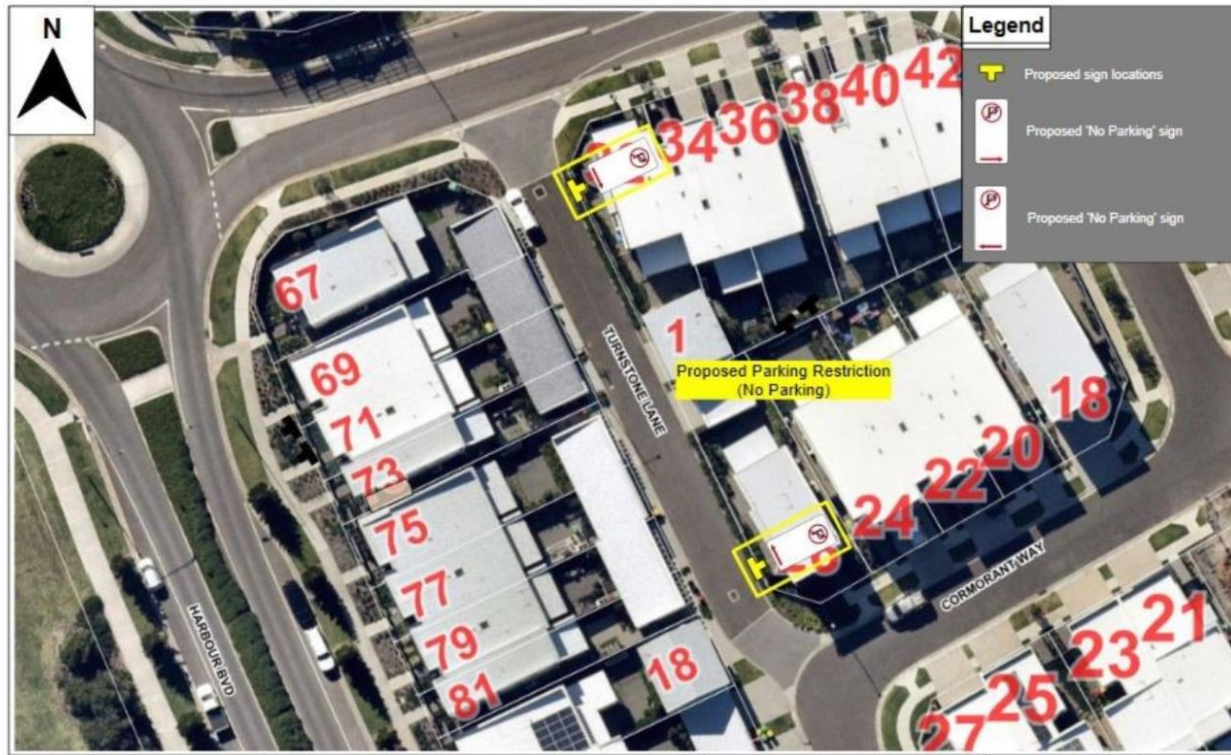 N
Legend
Proposed sign locations
P
Proposed 'No Parking' sign
P
Proposed 'No Parking' sign
42
40
38
36
34
P
67
1
TURNSTONE LANE
Proposed Parking Restriction
(No Parking)
69
71
73
75
77
79
81
18
20
22
24
P
18
HARBOUR BVD
CORMORANT WAY
21
23
25
27